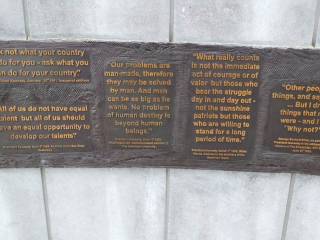 k not what your country
do for you - ask what you
can do for your country."
All of us do not have equal
talent but all of us should
have an equal opportunity to
develop our talents"
"Our problems are
man-made, therefore
they may be solved
by man. And man
can be as big as he
wants. No problem
of human destiny is
beyond human
beings."
"What really counts
is not the immediate
act of courage or of
valor but those who
bear the struggle
day in and day out -
not the sunshine
patriots but those
who are willing to
stand for a long
period of time."
"Other peop
things, and sa
... But I dr
things that n
were - and I
Why not?"